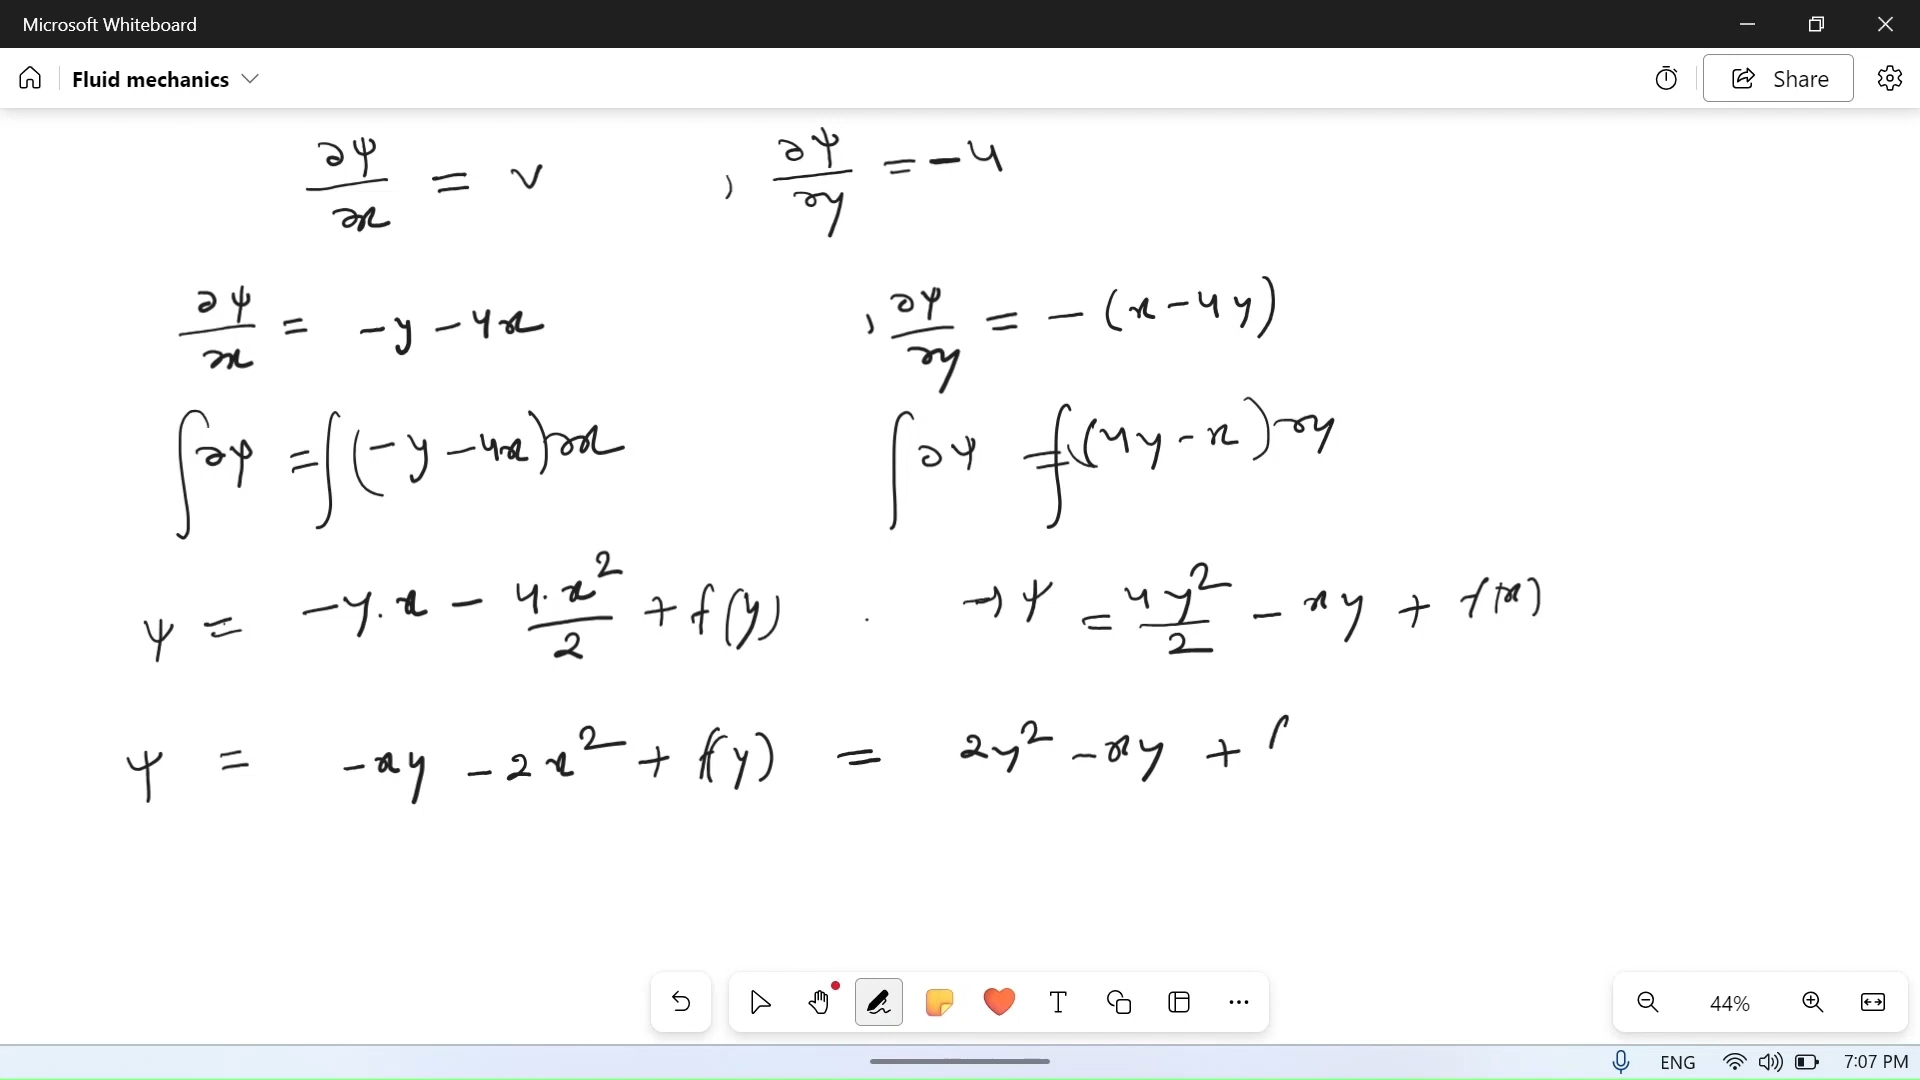 Microsoft Whiteboard
Fluid mechanics
Share
∂ψ/∂x = v , ∂ψ/∂y = -u
∂ψ/∂x = -y - 4x , ∂ψ/∂y = - (x - 4y)
∫∂ψ = ∫(-y - 4x)∂x ∫∂ψ = ∫(4y - x)∂y
ψ = -y.x - 4.x²/2 + f(y) . → ψ = 4y²/2 - xy + f(x)
ψ = -xy - 2x² + f(y) = 2y² - xy + f
T
44%
ENG 7:07 PM